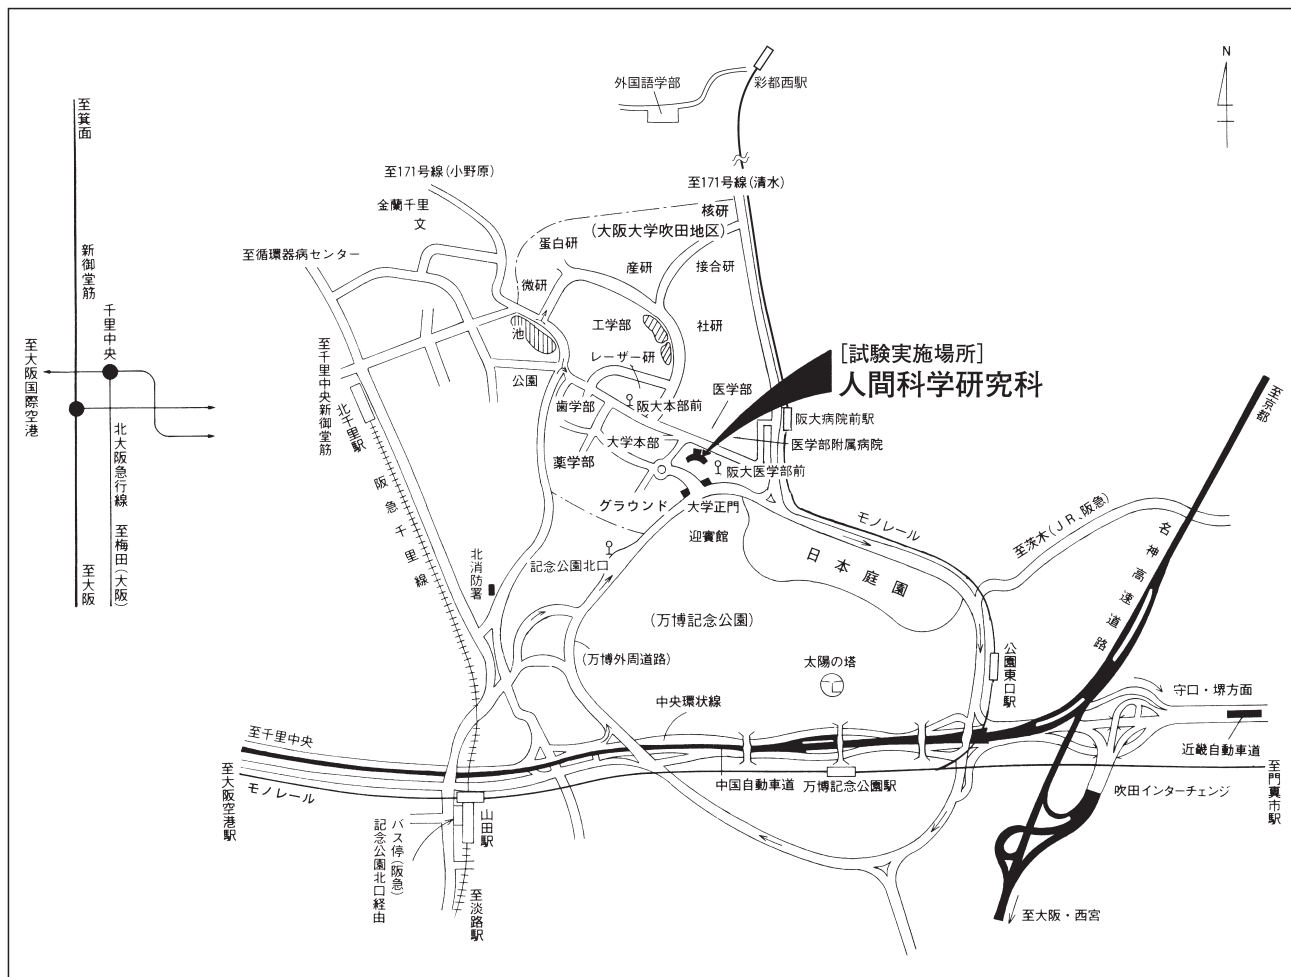 N
外国語学部
彩都西駅
至箕面
至171号線(小野原)
至171号線(清水)
金蘭千里
文
核研
(大阪大学吹田地区)
蛋白研
新御堂筋
至循環器病センター
産研
接合研
微研
千里中央
池
工学部
社研
至大阪国際空港
至千里中央新御堂筋
レーザー研
[試験実施場所]
人間科学研究科
公園
医学部
至京都
歯学部
阪大本部前
阪大病院前駅
北千里駅
大学本部
医学部附属病院
薬学部
阪大医学部前
北大阪急行線
至梅田(大阪)
至大阪
阪急千里線
グラウンド
大学正門
モノレール
至茨木(JR、阪急)
名神高速道路
迎賓館
日本庭園
北消防署
記念公園北口
(万博記念公園)
(万博外周道路)
太陽の塔
公園東口駅
中央環状線
守口・堺方面
至千里中央
近畿自動車道
至大阪空港駅
モノレール
中国自動車道
万博記念公園駅
吹田インターチェンジ
至門真市駅
山田駅
バス停(阪急)
記念公園北口経由
至淡路駅
至大阪・西宮